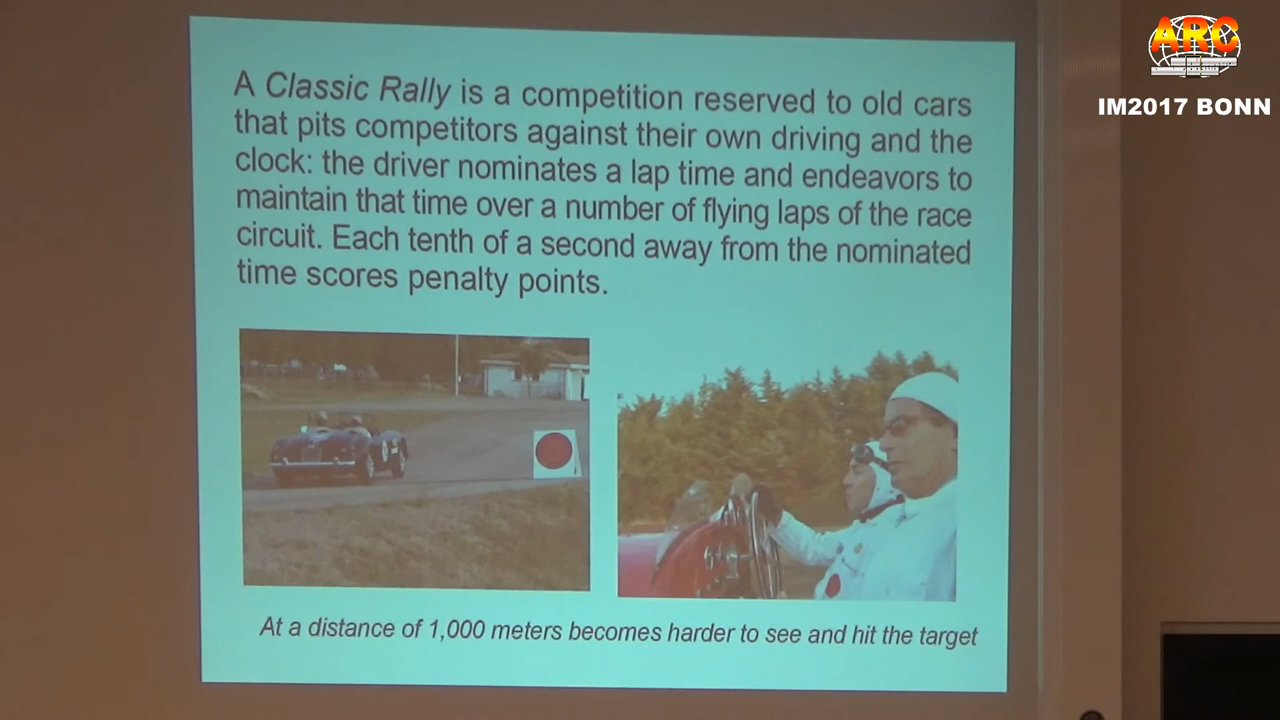 ARC
IM2017 BONN
A Classic Rally is a competition reserved to old cars
that pits competitors against their own driving and the
clock: the driver nominates a lap time and endeavors to
maintain that time over a number of flying laps of the race
circuit. Each tenth of a second away from the nominated
time scores penalty points.
At a distance of 1,000 meters becomes harder to see and hit the target